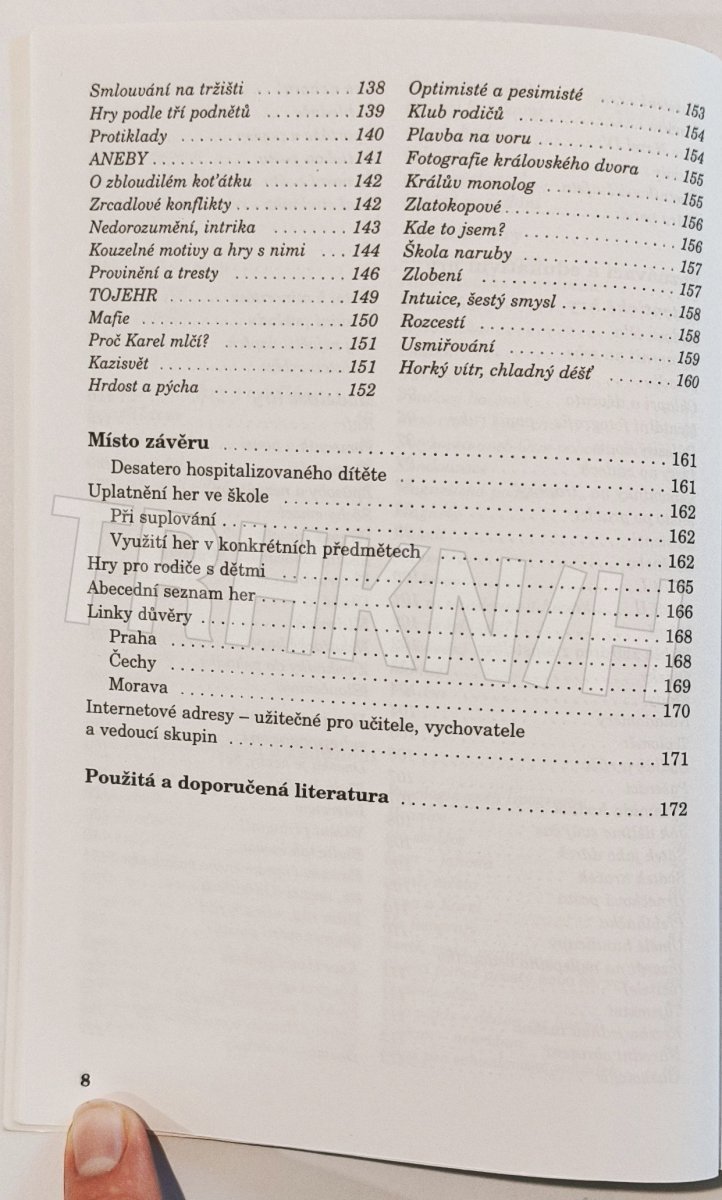 Smlouvání na tržišti . . . . . . . . . . 138
Hry podle tří podnětů . . . . . . . . . 139
Protiklady . . . . . . . . . . . . . . . . . . 140
ANEBY . . . . . . . . . . . . . . . . . . . . 141
O zbloudilém koťátku . . . . . . . . . . 142
Zrcadlové konflikty . . . . . . . . . . . . 142
Nedorozumění, intrika . . . . . . . . . 143
Kouzelné motivy a hry s nimi . . . 144
Provinění a tresty . . . . . . . . . . . . . 146
TOJEHR . . . . . . . . . . . . . . . . . . 149
Mafie . . . . . . . . . . . . . . . . . . . . . 150
Proč Karel mlčí? . . . . . . . . . . . . . 151
Kazisvět . . . . . . . . . . . . . . . . . . . 151
Hrdost a pýcha . . . . . . . . . . . . . . 152
Optimisté a pesimisté . . . . . . . . . 153
Klub rodičů . . . . . . . . . . . . . . . . . 154
Plavba na voru . . . . . . . . . . . . . . 154
Fotografie královského dvora . . . 155
Králův monolog . . . . . . . . . . . . . . 155
Zlatokopové . . . . . . . . . . . . . . . . . 156
Kde to jsem? . . . . . . . . . . . . . . . . 156
Škola naruby . . . . . . . . . . . . . . . . 157
Zlobení . . . . . . . . . . . . . . . . . . . . 157
Intuice, šestý smysl . . . . . . . . . . . 158
Rozcestí . . . . . . . . . . . . . . . . . . . 158
Usmiřování . . . . . . . . . . . . . . . . . 159
Horký vítr, chladný déšť . . . . . . . 160
Místo závěru . . . . . . . . . . . . . . . . . . . . 161
Desatero hospitalizovaného dítěte . . . . . . . . . . 161
Uplatnění her ve škole . . . . . . . . . . . . . . . . 162
Při suplování . . . . . . . . . . . . . . . . . . . . 162
Využití her v konkrétních předmětech . . . . . . . . 162
Hry pro rodiče s dětmi . . . . . . . . . . . . . . . . 165
Abecední seznam her . . . . . . . . . . . . . . . . . 166
Linky důvěry . . . . . . . . . . . . . . . . . . . . . 168
Praha . . . . . . . . . . . . . . . . . . . . . . . . 168
Čechy . . . . . . . . . . . . . . . . . . . . . . . . 169
Morava . . . . . . . . . . . . . . . . . . . . . . . 170
Internetové adresy – užitečné pro učitele, vychovatele
a vedoucí skupin . . . . . . . . . . . . . . . . . . . 171
Použitá a doporučená literatura . . . . . . . . . . . 172
TRHKNIH
8